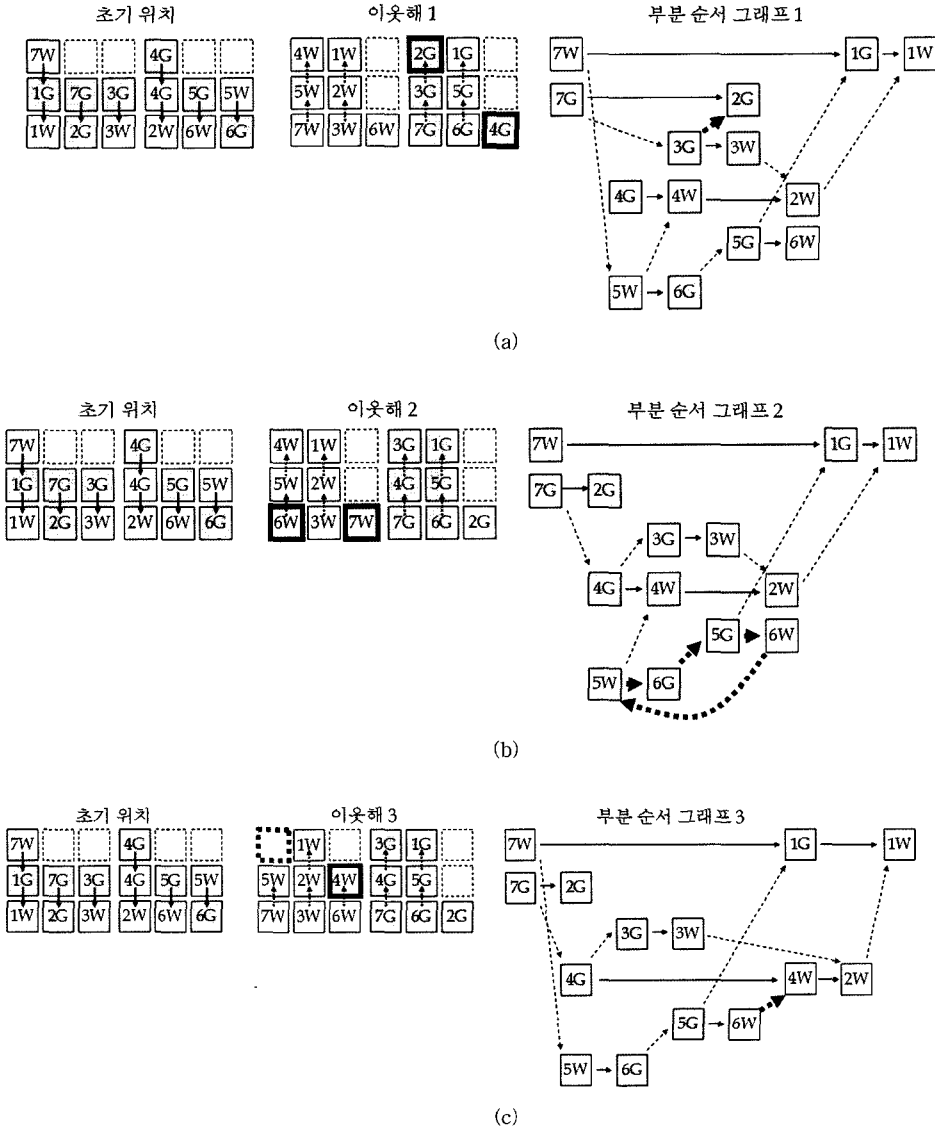 초기 위치 이웃해 1 부분 순서 그래프 1
7W 4G 4W 1W 2G 1G 7W 1G 1W
1G 7G 3G 4G 5G 5W 5W 2W 3G 5G 7G 2G
1W 2G 3W 2W 6W 6G 7W 3W 6W 7G 6G 4G 3G 3W
4G 4W 2W
5G 6W
5W 6G
(a)
초기 위치 이웃해 2 부분 순서 그래프 2
7W 4G 4W 1W 3G 1G 7W 1G 1W
1G 7G 3G 4G 5G 5W 5W 2W 4G 5G 7G 2G
1W 2G 3W 2W 6W 6G 6W 3W 7W 7G 6G 2G 3G 3W
4G 4W 2W
5G 6W
5W 6G
(b)
초기 위치 이웃해 3 부분 순서 그래프 3
7W 4G 1W 3G 1G 7W 1G 1W
1G 7G 3G 4G 5G 5W 5W 2W 4W 4G 5G 7G 2G
1W 2G 3W 2W 6W 6G 7W 3W 6W 7G 6G 2G 3G 3W
4G 4W 2W
5G 6W
5W 6G
(c)